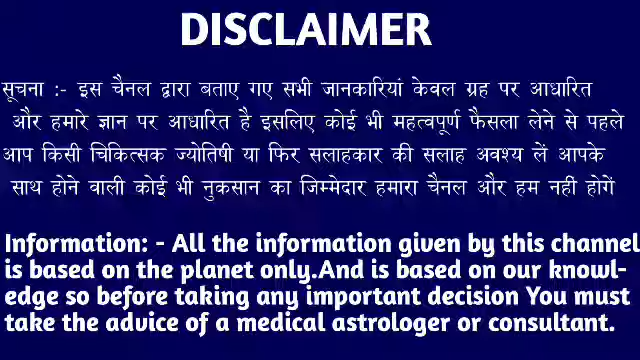 DISCLAIMER
सूचना :- इस चैनल द्वारा बताए गए सभी जानकारियां केवल ग्रह पर आधारित
और हमारे ज्ञान पर आधारित है इसलिए कोई भी महत्वपूर्ण फैसला लेने से पहले
आप किसी चिकित्सक ज्योतिषी या फिर सलाहकार की सलाह अवश्य लें आपके
साथ होने वाली कोई भी नुकसान का जिम्मेदार हमारा चैनल और हम नहीं होगें
Information: - All the information given by this channel
is based on the planet only.And is based on our knowl-
edge so before taking any important decision You must
take the advice of a medical astrologer or consultant.